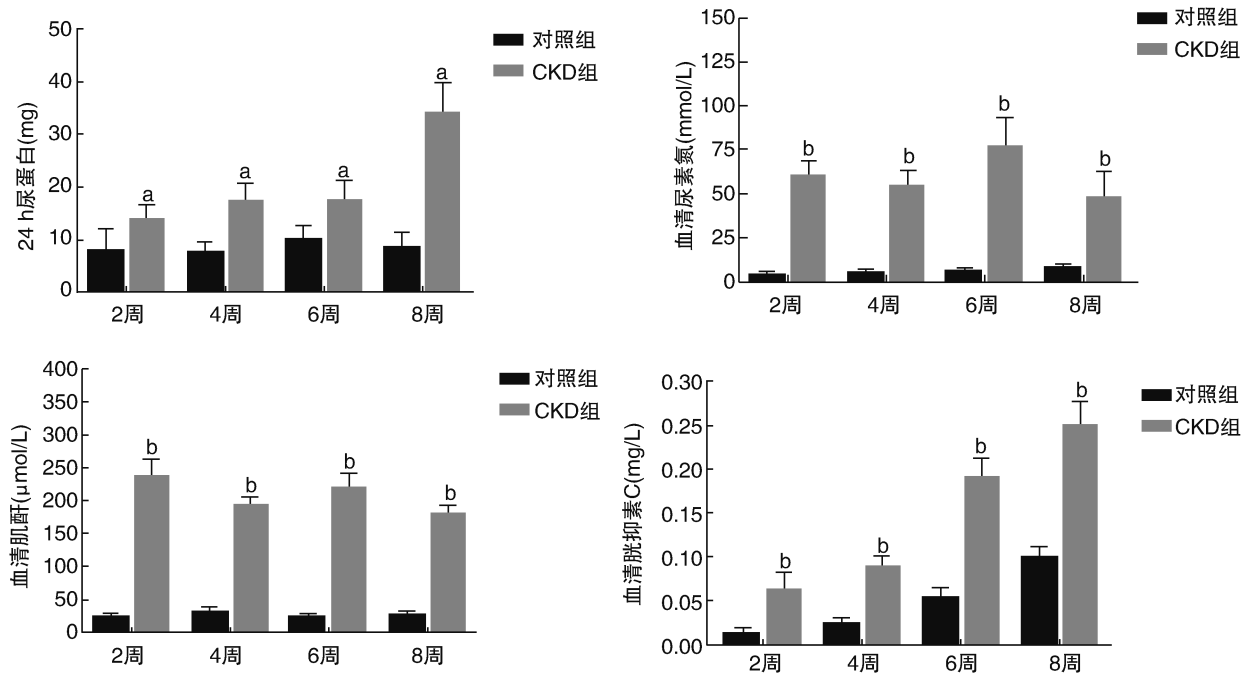 50
40
30
20
10
0
24 h尿蛋白(mg)
对照组
CKD组
a
a
a
a
2周
4周
6周
8周
150
125
100
75
50
25
0
血清尿素氮(mmol/L)
对照组
CKD组
b
b
b
b
2周
4周
6周
8周
400
350
300
250
200
150
100
50
0
血清肌酐(μmol/L)
对照组
CKD组
b
b
b
b
2周
4周
6周
8周
0.30
0.25
0.20
0.15
0.10
0.05
0.00
血清胱抑素C(mg/L)
对照组
CKD组
b
b
b
b
2周
4周
6周
8周